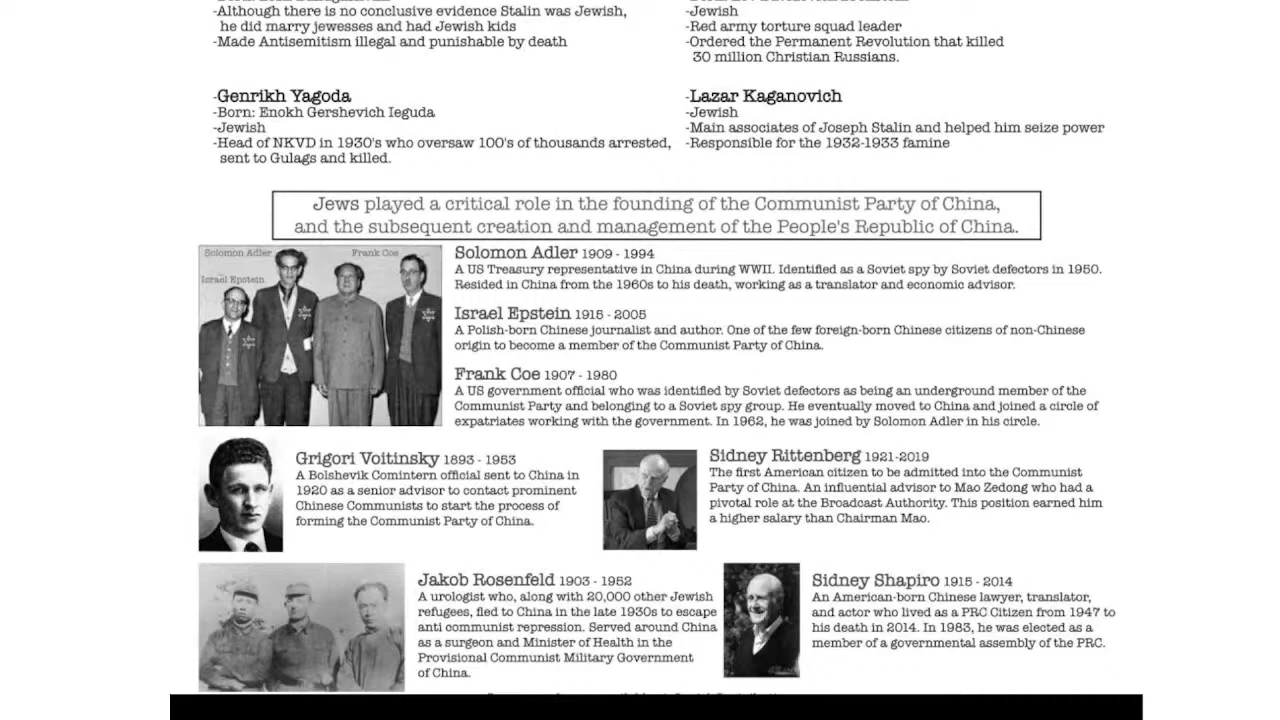 -Although there is no conclusive evidence Stalin was Jewish,
he did marry jewesses and had Jewish kids
-Made Antisemitism illegal and punishable by death
-Jewish
-Red army torture squad leader
-Ordered the Permanent Revolution that killed
30 million Christian Russians.
-Genrikh Yagoda
-Born: Enokh Gershevich Ieguda
-Jewish
-Head of NKVD in 1930's who oversaw 100's of thousands arrested,
sent to Gulags and killed.
-Lazar Kaganovich
-Jewish
-Main associates of Joseph Stalin and helped him seize power
-Responsible for the 1932-1933 famine
Jews played a critical role in the founding of the Communist Party of China,
and the subsequent creation and management of the People's Republic of China.
Solomon Adler
Frank Coe
Israel Epstein
Solomon Adler 1909 - 1994
A US Treasury representative in China during WWII. Identified as a Soviet spy by Soviet defectors in 1950.
Resided in China from the 1960s to his death, working as a translator and economic advisor.
Israel Epstein 1915 - 2005
A Polish-born Chinese journalist and author. One of the few foreign-born Chinese citizens of non-Chinese
origin to become a member of the Communist Party of China.
Frank Coe 1907 - 1980
A US government official who was identified by Soviet defectors as being an underground member of the
Communist Party and belonging to a Soviet spy group. He eventually moved to China and joined a circle of
expatriates working with the government. In 1962, he was joined by Solomon Adler in his circle.
Grigori Voitinsky 1893 - 1953
A Bolshevik Comintern official sent to China in
1920 as a senior advisor to contact prominent
Chinese Communists to start the process of
forming the Communist Party of China.
Sidney Rittenberg 1921-2019
The first American citizen to be admitted into the Communist
Party of China. An influential advisor to Mao Zedong who had a
pivotal role at the Broadcast Authority. This position earned him
a higher salary than Chairman Mao.
Jakob Rosenfeld 1903 - 1952
A urologist who, along with 20,000 other Jewish
refugees, fled to China in the late 1930s to escape
anti communist repression. Served around China
as a surgeon and Minister of Health in the
Provisional Communist Military Government
of China.
Sidney Shapiro 1915 - 2014
An American-born Chinese lawyer, translator,
and actor who lived as a PRC Citizen from 1947 to
his death in 2014. In 1983, he was elected as a
member of a governmental assembly of the PRC.